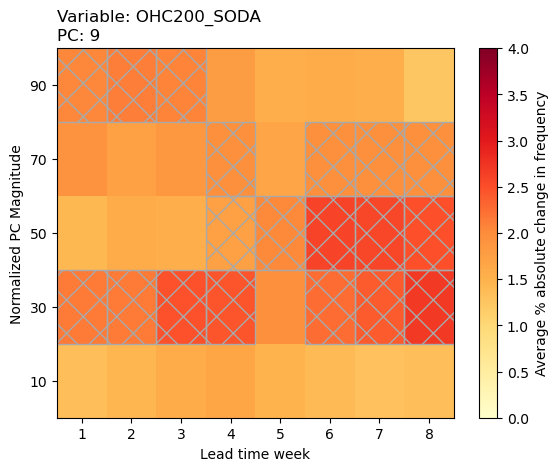 Variable: OHC200_SODA
PC: 9
Normalized PC Magnitude
90
70
50
30
10
1 2 3 4 5 6 7 8
Lead time week
4.0
3.5
3.0
2.5
2.0
1.5
1.0
0.5
0.0
Average % absolute change in frequency